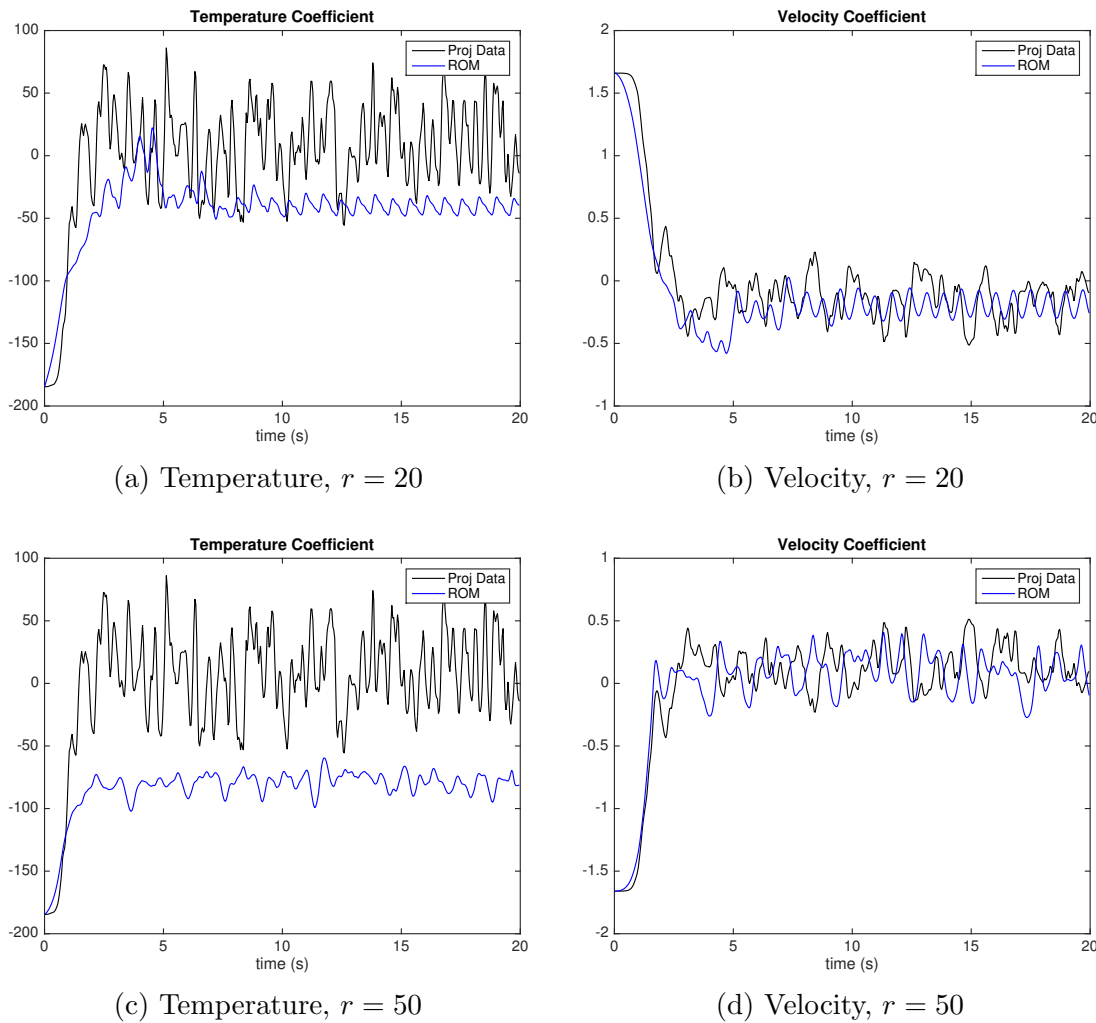 Temperature Coefficient
100
50
0
-50
-100
-150
-200
0
5
10
15
20
time (s)
Proj Data
ROM
(a) Temperature, r = 20
Velocity Coefficient
2
1.5
1
0.5
0
-0.5
-1
0
5
10
15
20
time (s)
Proj Data
ROM
(b) Velocity, r = 20
Temperature Coefficient
100
50
0
-50
-100
-150
-200
0
5
10
15
20
time (s)
Proj Data
ROM
(c) Temperature, r = 50
Velocity Coefficient
1
0.5
0
-0.5
-1
-1.5
-2
0
5
10
15
20
time (s)
Proj Data
ROM
(d) Velocity, r = 50